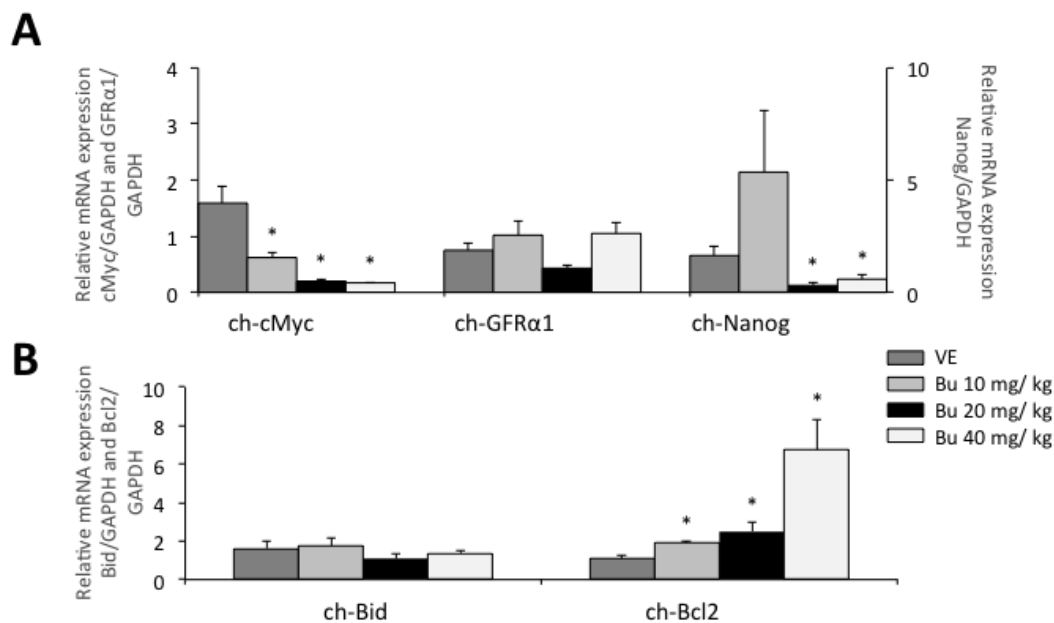 A
Relative mRNA expression
cMyc/GAPDH and GFRα1/
GAPDH
4
3
2
1
0
* * *
* *
10
5
0
Relative mRNA expression
Nanog/GAPDH
ch-cMyc ch-GFRα1 ch-Nanog
B
Relative mRNA expression
Bid/GAPDH and Bcl2/
GAPDH
10
8
6
4
2
0
* * *
ch-Bid ch-Bcl2
VE
Bu 10 mg/ kg
Bu 20 mg/ kg
Bu 40 mg/ kg